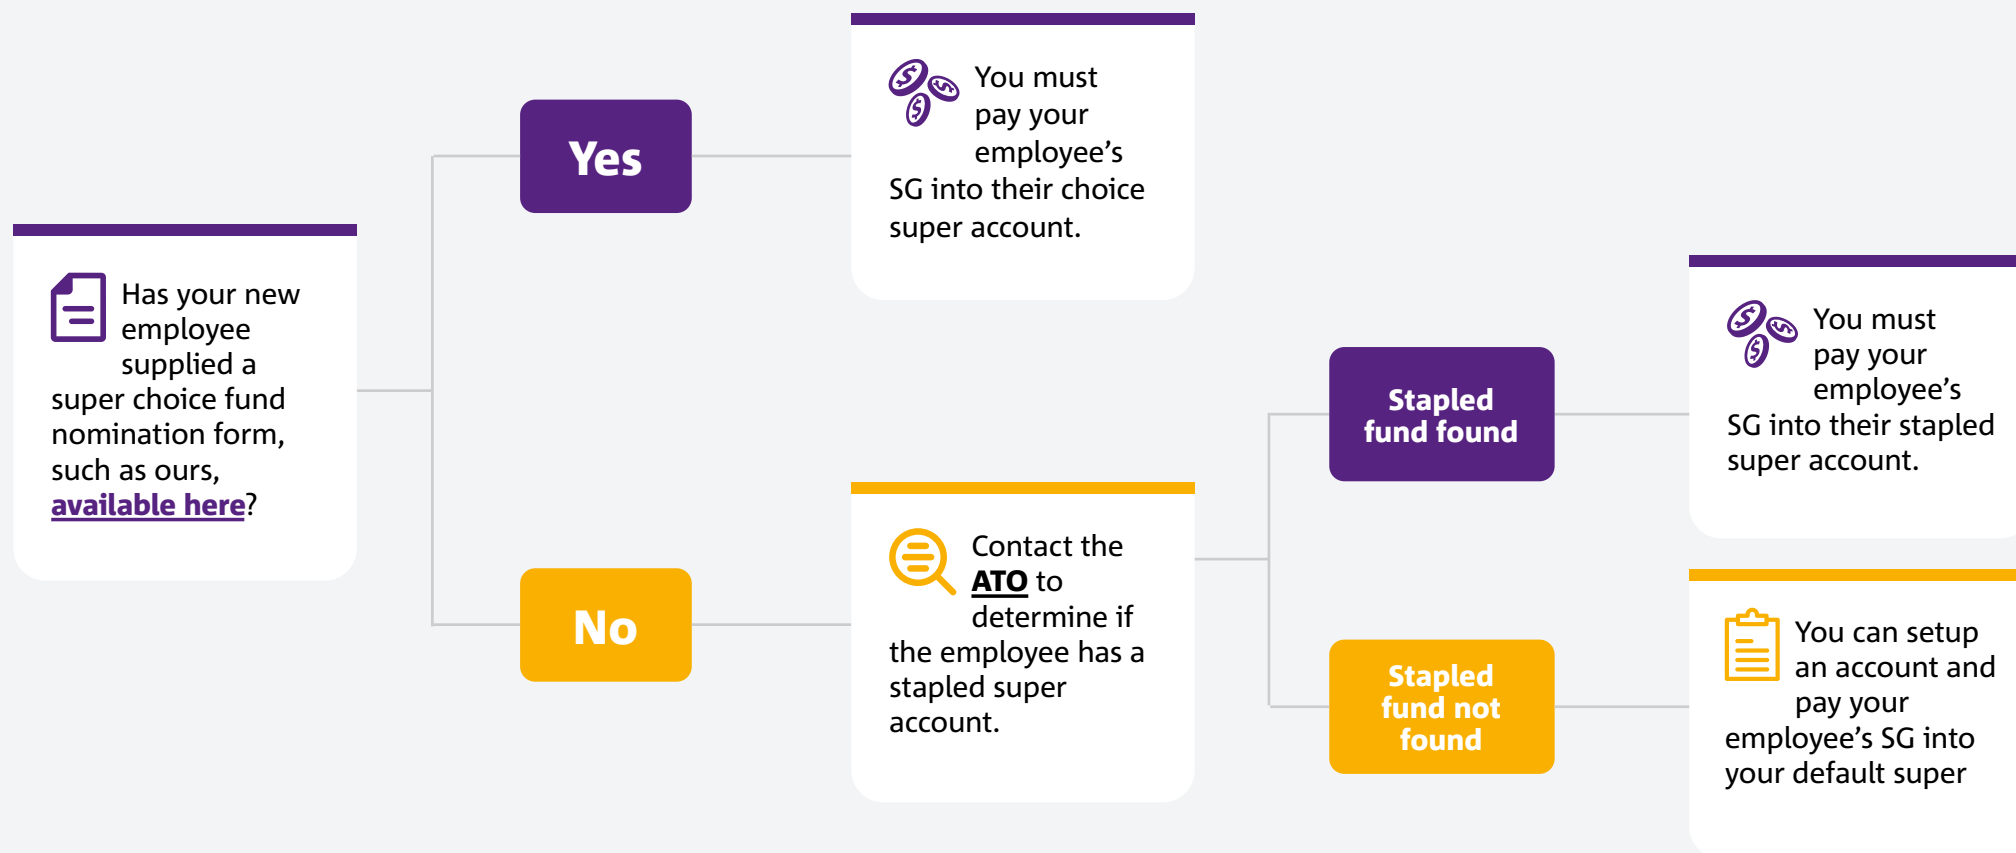 Has your new
employee
supplied a
super choice fund
nomination form,
such as ours,
available here?
Yes
You must
pay your
employee’s
SG into their choice
super account.
No
Contact the
ATO to
determine if
the employee has a
stapled super
account.
Stapled
fund found
You must
pay your
employee’s
SG into their stapled
super account.
Stapled
fund not
found
You can setup
an account and
pay your
employee’s SG into
your default super